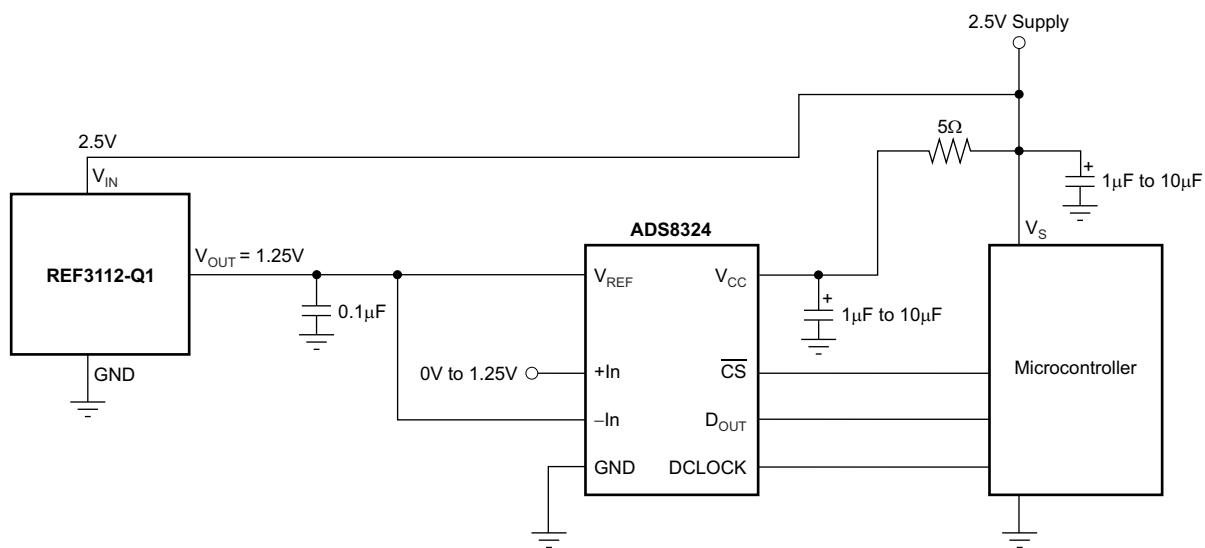 2.5V Supply
2.5V
V_IN
5Ω
1μF to 10μF
REF3112-Q1
V_OUT = 1.25V
GND
0.1μF
ADS8324
V_REF
V_CC
+In
0V to 1.25V
–In
GND
C̅S̅
D_OUT
DCLOCK
1μF to 10μF
V_S
Microcontroller